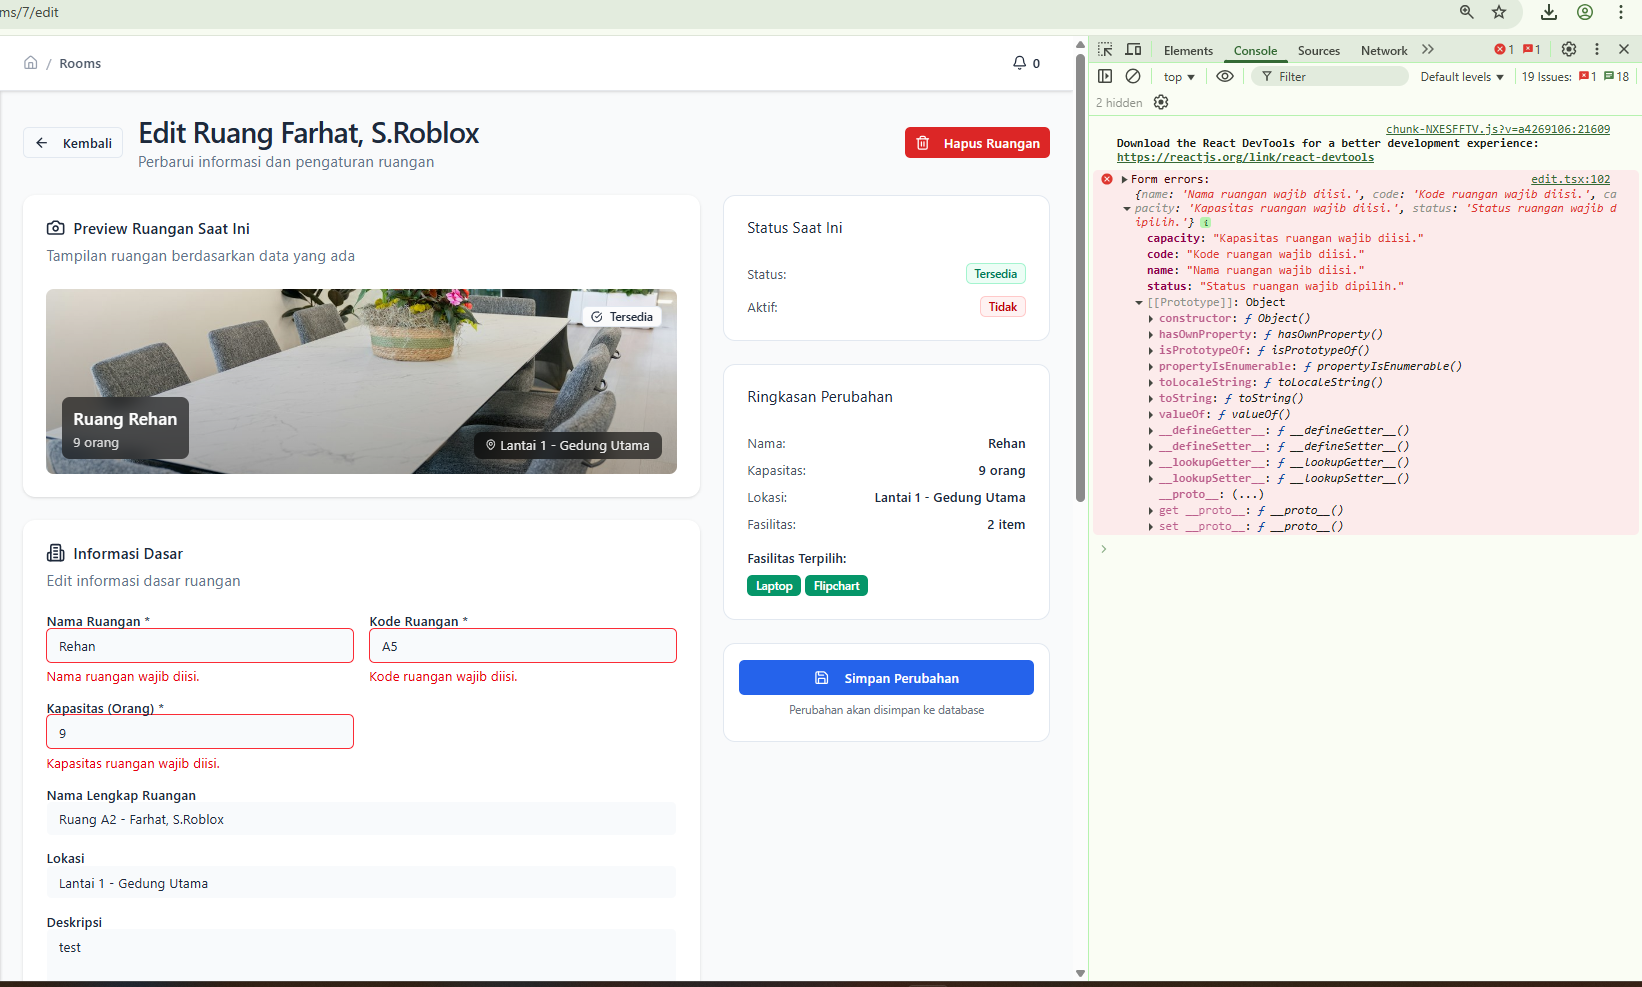 ms/7/edit
/ Rooms
0
Kembali
Edit Ruang Farhat, S.Roblox
Perbarui informasi dan pengaturan ruangan
Hapus Ruangan
Preview Ruangan Saat Ini
Tampilan ruangan berdasarkan data yang ada
Tersedia
Ruang Rehan
9 orang
Lantai 1 - Gedung Utama
Informasi Dasar
Edit informasi dasar ruangan
Nama Ruangan *
Kode Ruangan *
Rehan
A5
Nama ruangan wajib diisi.
Kode ruangan wajib diisi.
Kapasitas (Orang) *
9
Kapasitas ruangan wajib diisi.
Nama Lengkap Ruangan
Ruang A2 - Farhat, S.Roblox
Lokasi
Lantai 1 - Gedung Utama
Deskripsi
test
Status Saat Ini
Status: Tersedia
Aktif: Tidak
Ringkasan Perubahan
Nama: Rehan
Kapasitas: 9 orang
Lokasi: Lantai 1 - Gedung Utama
Fasilitas: 2 item
Fasilitas Terpilih:
Laptop Flipchart
Simpan Perubahan
Perubahan akan disimpan ke database
Elements Console Sources Network 1 1
top Filter Default levels 19 Issues: 1 18
2 hidden
chunk-NXESFFTV.js?v=a4269106:21609
Download the React DevTools for a better development experience:
https://reactjs.org/link/react-devtools
Form errors: edit.tsx:102
{name: 'Nama ruangan wajib diisi.', code: 'Kode ruangan wajib diisi.', ca
pacity: 'Kapasitas ruangan wajib diisi.', status: 'Status ruangan wajib d
ipilih.'} i
capacity: "Kapasitas ruangan wajib diisi."
code: "Kode ruangan wajib diisi."
name: "Nama ruangan wajib diisi."
status: "Status ruangan wajib dipilih."
[[Prototype]]: Object
constructor: ƒ Object()
hasOwnProperty: ƒ hasOwnProperty()
isPrototypeOf: ƒ isPrototypeOf()
propertyIsEnumerable: ƒ propertyIsEnumerable()
toLocaleString: ƒ toLocaleString()
toString: ƒ toString()
valueOf: ƒ valueOf()
__defineGetter__: ƒ __defineGetter__()
__defineSetter__: ƒ __defineSetter__()
__lookupGetter__: ƒ __lookupGetter__()
__lookupSetter__: ƒ __lookupSetter__()
__proto__: (...)
get __proto__: ƒ __proto__()
set __proto__: ƒ __proto__()